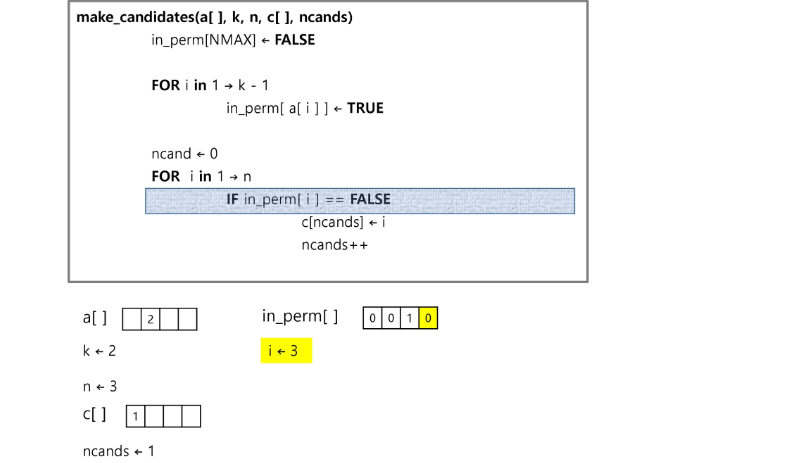 make_candidates(a[ ], k, n, c[ ], ncands)
in_perm[NMAX] ← FALSE
FOR i in 1 → k - 1
in_perm[ a[ i ] ] ← TRUE
ncand ← 0
FOR i in 1 → n
IF in_perm[ i ] == FALSE
c[ncands] ← i
ncands++
a[ ] 2 in_perm[ ] 0 0 1 0
k ← 2 i ← 3
n ← 3
c[ ] 1
ncands ← 1